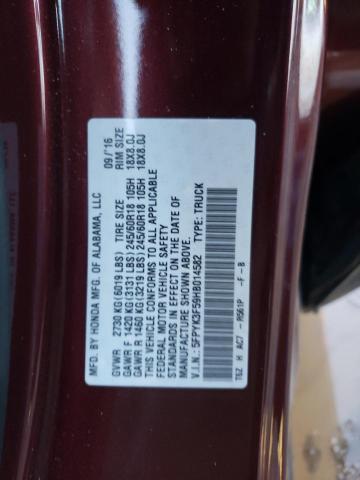 MFD. BY HONDA MFG. OF ALABAMA, LLC 09/'16
GVWR 2730 KG(6019 LBS) TIRE SIZE RIM SIZE
GAWR F 1420 KG(3131 LBS) 245/60R18 105H 18X8.0J
GAWR R 1460 KG(3219 LBS) 245/60R18 105H 18X8.0J
THIS VEHICLE CONFORMS TO ALL APPLICABLE
FEDERAL MOTOR VEHICLE SAFETY
STANDARDS IN EFFECT ON THE DATE OF
MANUFACTURE SHOWN ABOVE.
V.I.N.: 5FPYK3F59HB014582 TYPE: TRUCK
T6Z H AC7 -R561P -F-B